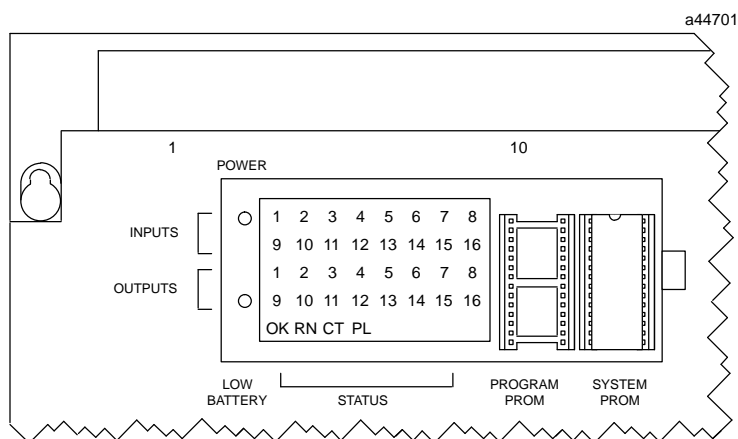 a44701
1 10
POWER
INPUTS
OUTPUTS
1 2 3 4 5 6 7 8
9 10 11 12 13 14 15 16
1 2 3 4 5 6 7 8
9 10 11 12 13 14 15 16
OK RN CT PL
LOW BATTERY
STATUS
PROGRAM PROM
SYSTEM PROM